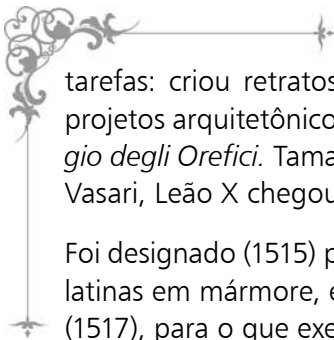 tarefas: criou retratos
projetos arquitetônico
gio degli Orefici. Tama
Vasari, Leão X chegou
Foi designado (1515) p
latinas em mármore, e
(1517), para o que exe